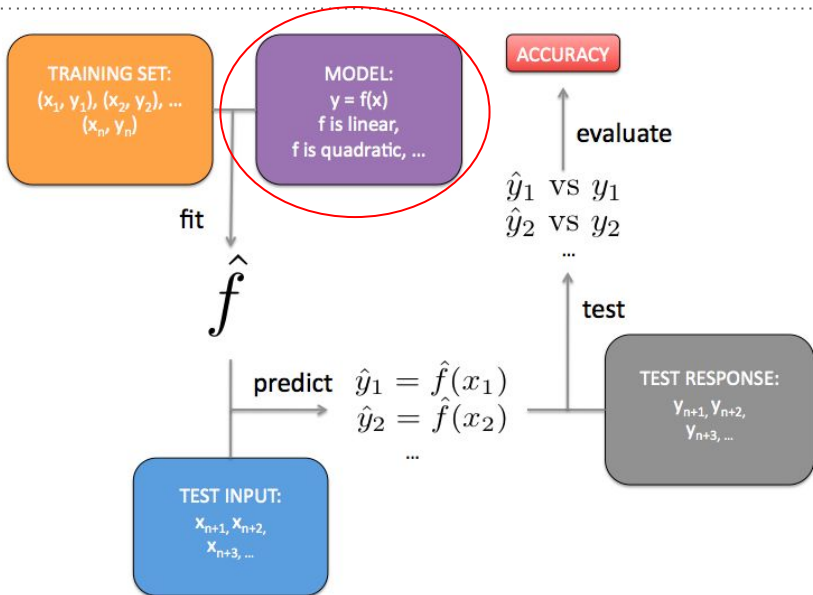 TRAINING SET:
(x₁, y₁), (x₂, y₂), ...
(xₙ, yₙ)
MODEL:
y = f(x)
f is linear,
f is quadratic, ...
ACCURACY
evaluate
ŷ₁ vs y₁
ŷ₂ vs y₂
...
fit
f̂
test
predict
ŷ₁ = f̂(x₁)
ŷ₂ = f̂(x₂)
...
TEST RESPONSE:
yₙ₊₁, yₙ₊₂,
yₙ₊₃, ...
TEST INPUT:
xₙ₊₁, xₙ₊₂,
xₙ₊₃, ...